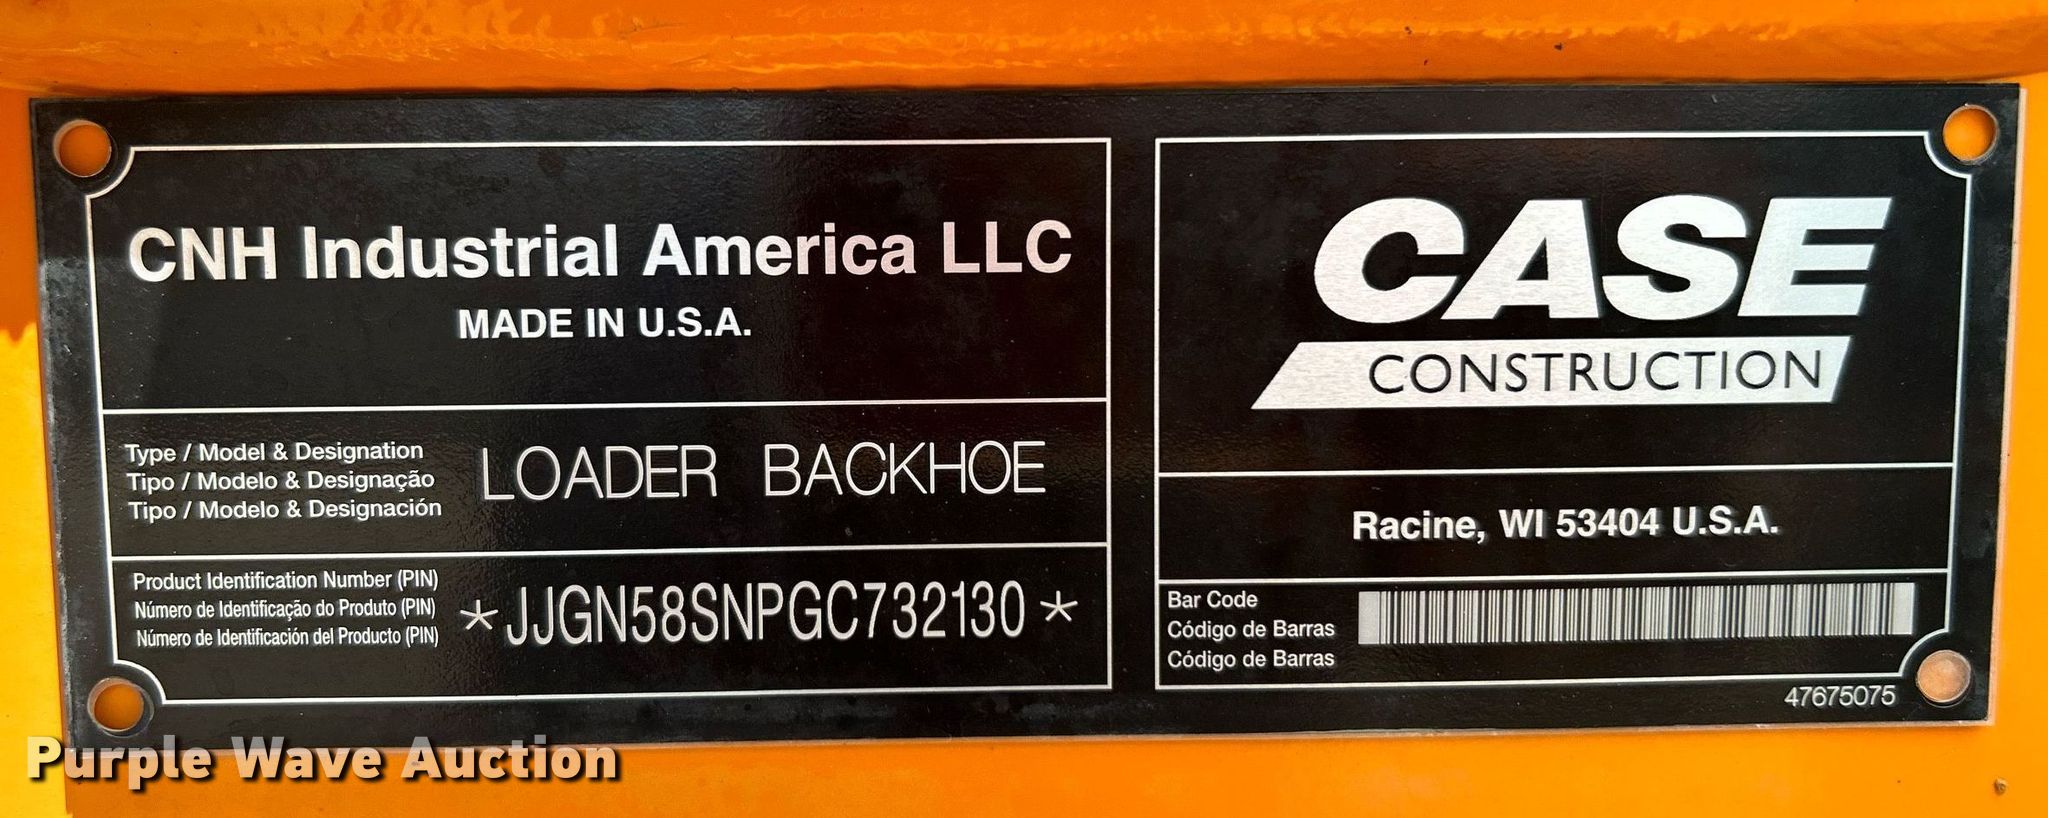 CNH Industrial America LLC
MADE IN U.S.A.
Type / Model & Designation
Tipo / Modelo & Designação
Tipo / Modelo & Designación
LOADER BACKHOE
Product Identification Number (PIN)
Número de Identificação do Produto (PIN)
Número de Identificación del Producto (PIN)
*JJGN58SNPGC732130*
CASE
CONSTRUCTION
Racine, WI 53404 U.S.A.
Bar Code
Código de Barras
Código de Barras
47675075
Purple Wave Auction